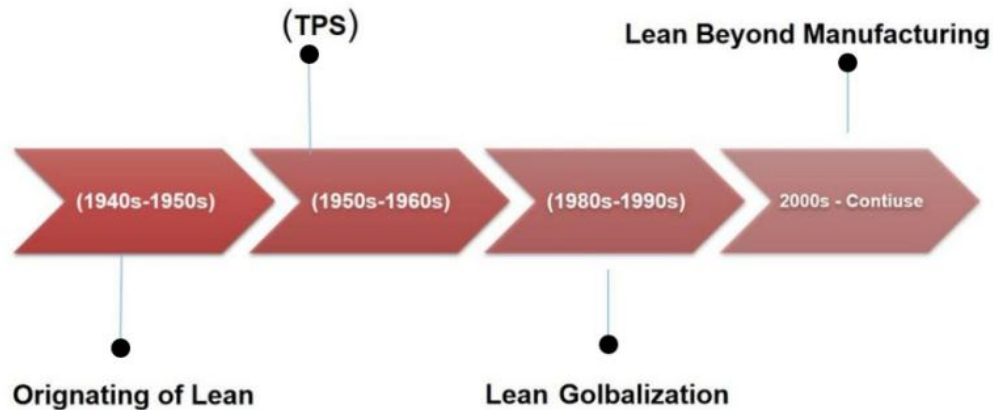 (TPS)
Lean Beyond Manufacturing
(1940s-1950s)
(1950s-1960s)
(1980s-1990s)
2000s - Contiuse
Orignating of Lean
Lean Golbalization